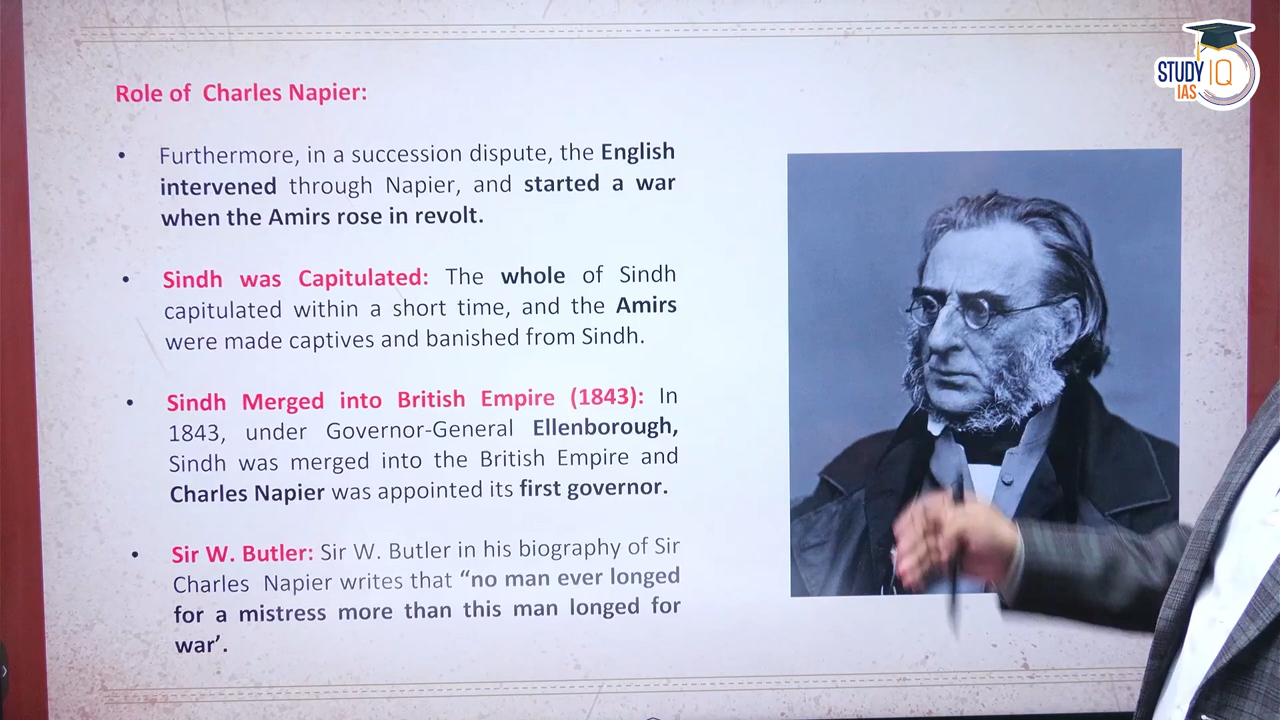 STUDY IQ
IAS
Role of Charles Napier:
• Furthermore, in a succession dispute, the English
intervened through Napier, and started a war
when the Amirs rose in revolt.
• Sindh was Capitulated: The whole of Sindh
capitulated within a short time, and the Amirs
were made captives and banished from Sindh.
• Sindh Merged into British Empire (1843): In
1843, under Governor-General Ellenborough,
Sindh was merged into the British Empire and
Charles Napier was appointed its first governor.
• Sir W. Butler: Sir W. Butler in his biography of Sir
Charles Napier writes that “no man ever longed
for a mistress more than this man longed for
war’.